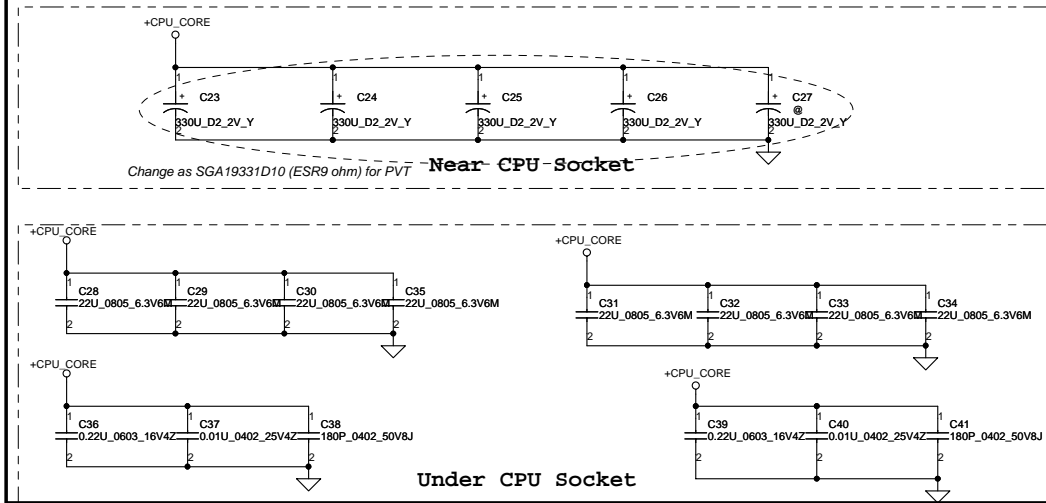 +CPU_CORE
1 1 1 1 1
+ C23 + C24 + C25 + C26 + C27
@
330U_D2_2V_Y 330U_D2_2V_Y 330U_D2_2V_Y 330U_D2_2V_Y 330U_D2_2V_Y
2 2 2 2 2
Near CPU Socket
Change as SGA19331D10 (ESR9 ohm) for PVT
+CPU_CORE
1 1 1 1
C28 C29 C30 C35
22U_0805_6.3V6M 22U_0805_6.3V6M 22U_0805_6.3V6M 22U_0805_6.3V6M
2 2 2 2
+CPU_CORE
1 1 1 1
C31 C32 C33 C34
22U_0805_6.3V6M 22U_0805_6.3V6M 22U_0805_6.3V6M 22U_0805_6.3V6M
2 2 2 2
+CPU_CORE
1 1 1
C36 C37 C38
0.22U_0603_16V4Z 0.01U_0402_25V4Z 180P_0402_50V8J
2 2 2
+CPU_CORE
1 1 1
C39 C40 C41
0.22U_0603_16V4Z 0.01U_0402_25V4Z 180P_0402_50V8J
2 2 2
Under CPU Socket